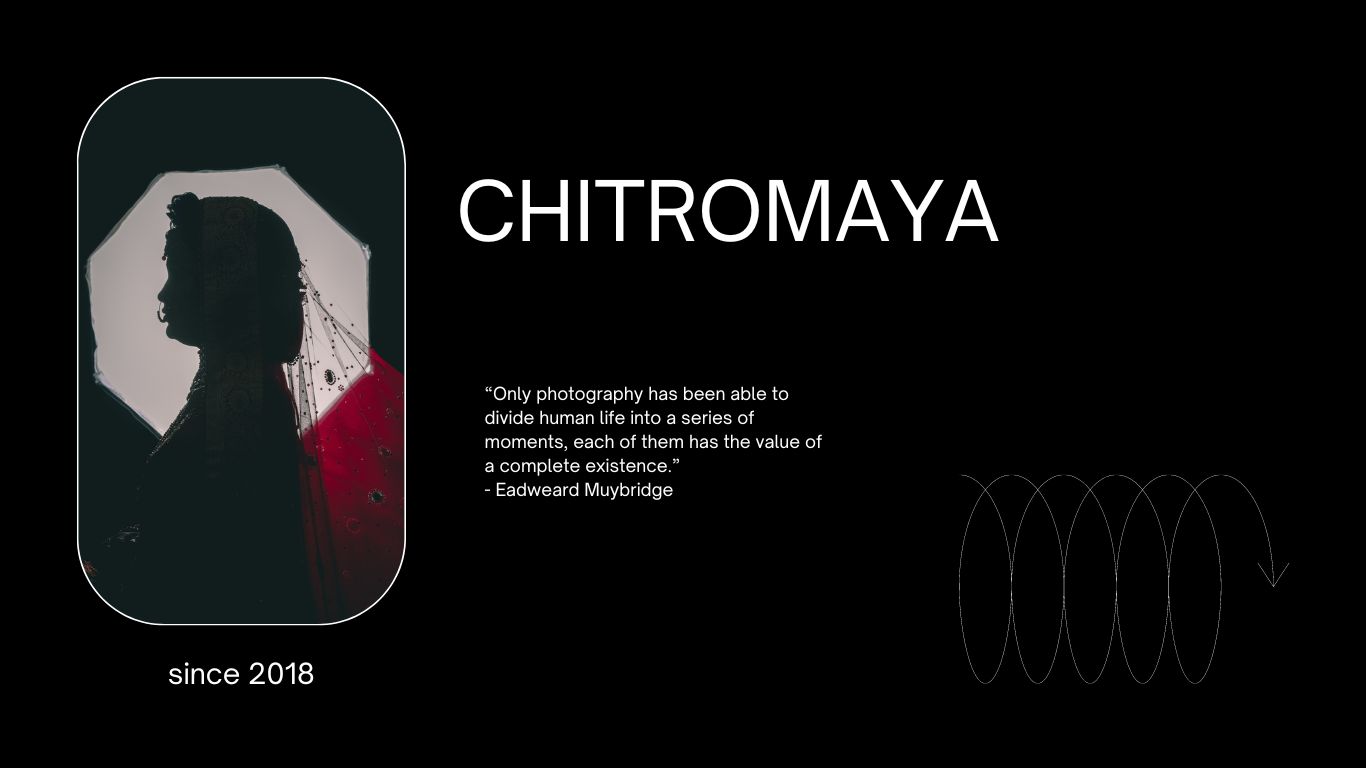 CHITROMAYA
“Only photography has been able to
divide human life into a series of
moments, each of them has the value of
a complete existence.”
- Eadweard Muybridge
since 2018